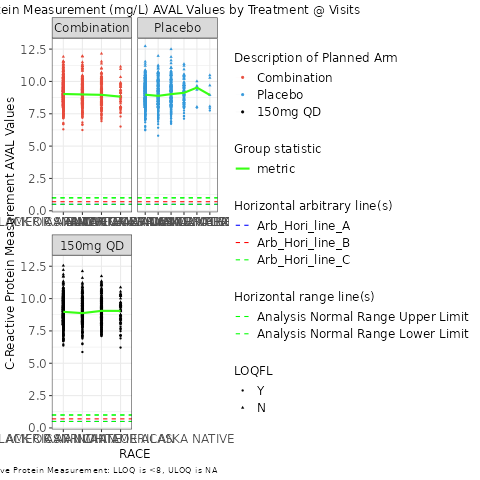 ein Measurement (mg/L) AVAL Values by Treatment @ Visits
C-Reactive Protein Measurement AVAL Values
Combination
Placebo
12.5
10.0
7.5
5.0
2.5
0.0
150mg QD
12.5
10.0
7.5
5.0
2.5
0.0
ALASKA NATIVE
RACE
ve Protein Measurement: LLOQ is <8, ULOQ is NA
Description of Planned Arm
Combination
Placebo
150mg QD
Group statistic
metric
Horizontal arbitrary line(s)
Arb_Hori_line_A
Arb_Hori_line_B
Arb_Hori_line_C
Horizontal range line(s)
Analysis Normal Range Upper Limit
Analysis Normal Range Lower Limit
LOQFL
Y
N